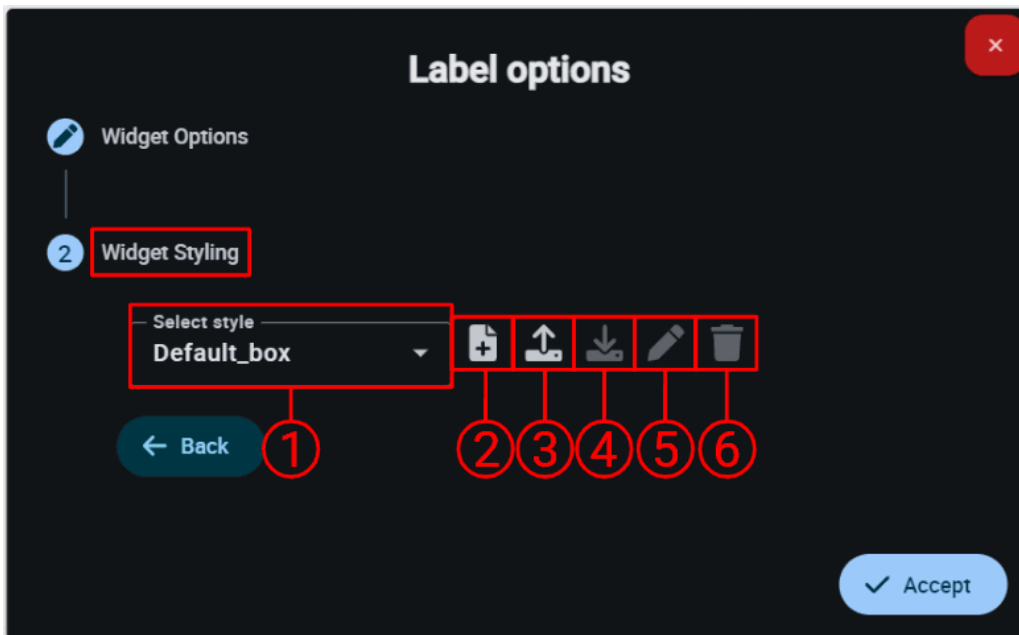 Label options
Widget Options
2 Widget Styling
Select style
Default_box
Back
1 2 3 4 5 6
Accept